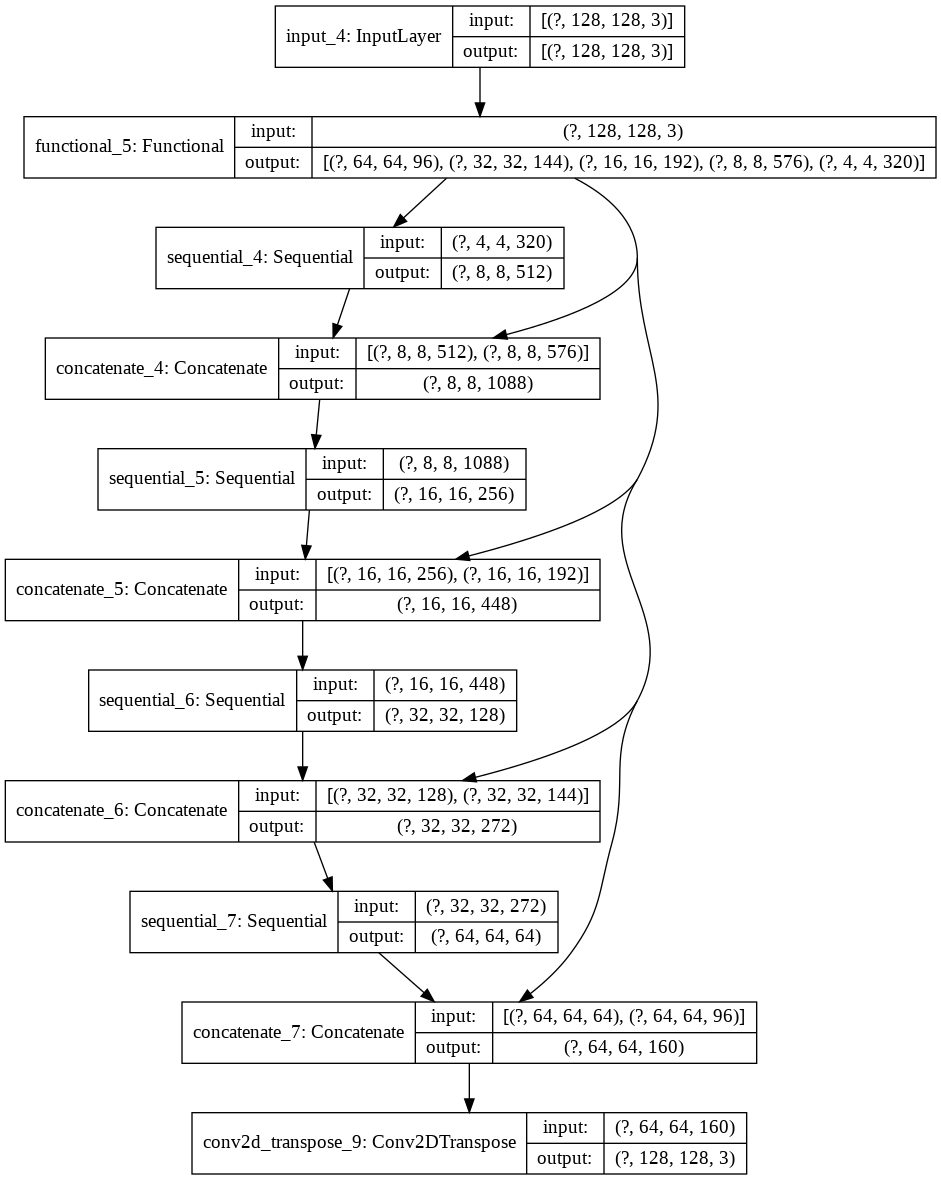 input_4: InputLayer
input:
[(?, 128, 128, 3)]
output:
[(?, 128, 128, 3)]
functional_5: Functional
input:
(?, 128, 128, 3)
output:
[(?, 64, 64, 96), (?, 32, 32, 144), (?, 16, 16, 192), (?, 8, 8, 576), (?, 4, 4, 320)]
sequential_4: Sequential
input:
(?, 4, 4, 320)
output:
(?, 8, 8, 512)
concatenate_4: Concatenate
input:
[(?, 8, 8, 512), (?, 8, 8, 576)]
output:
(?, 8, 8, 1088)
sequential_5: Sequential
input:
(?, 8, 8, 1088)
output:
(?, 16, 16, 256)
concatenate_5: Concatenate
input:
[(?, 16, 16, 256), (?, 16, 16, 192)]
output:
(?, 16, 16, 448)
sequential_6: Sequential
input:
(?, 16, 16, 448)
output:
(?, 32, 32, 128)
concatenate_6: Concatenate
input:
[(?, 32, 32, 128), (?, 32, 32, 144)]
output:
(?, 32, 32, 272)
sequential_7: Sequential
input:
(?, 32, 32, 272)
output:
(?, 64, 64, 64)
concatenate_7: Concatenate
input:
[(?, 64, 64, 64), (?, 64, 64, 96)]
output:
(?, 64, 64, 160)
conv2d_transpose_9: Conv2DTranspose
input:
(?, 64, 64, 160)
output:
(?, 128, 128, 3)